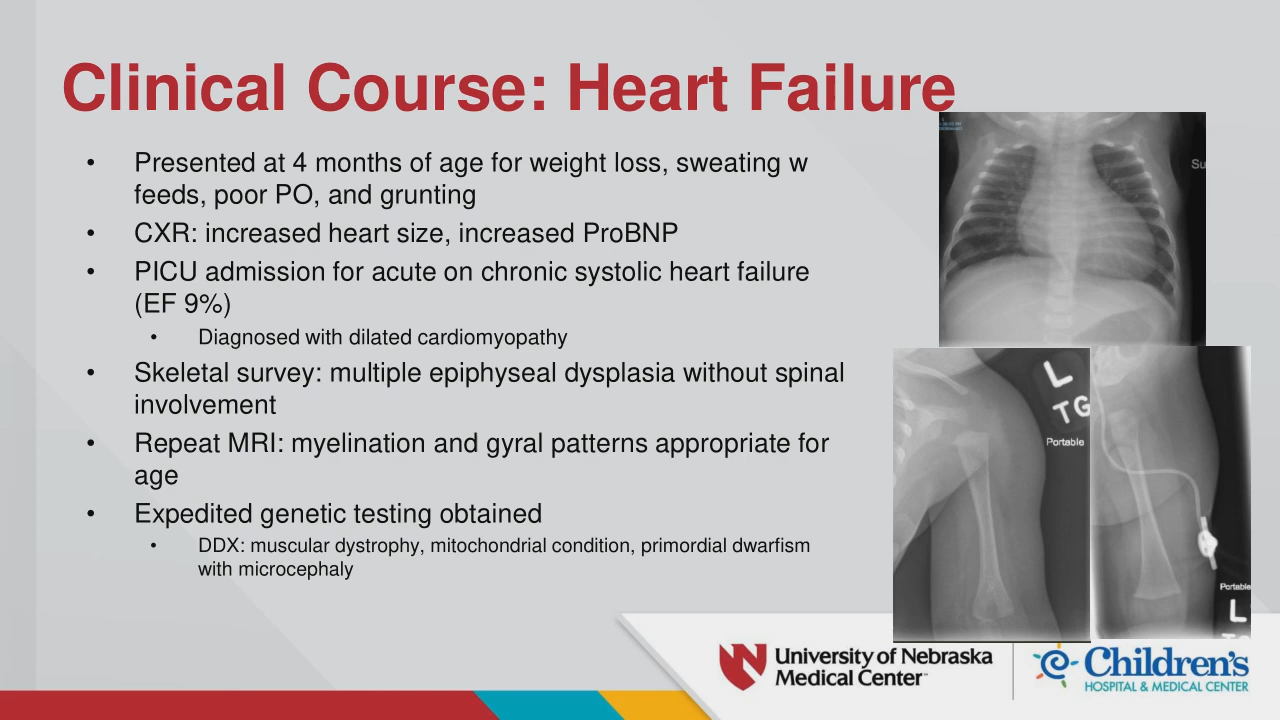 Clinical Course: Heart Failure
• Presented at 4 months of age for weight loss, sweating w
feeds, poor PO, and grunting
• CXR: increased heart size, increased ProBNP
• PICU admission for acute on chronic systolic heart failure
(EF 9%)
• Diagnosed with dilated cardiomyopathy
• Skeletal survey: multiple epiphyseal dysplasia without spinal
involvement
• Repeat MRI: myelination and gyral patterns appropriate for
age
• Expedited genetic testing obtained
• DDX: muscular dystrophy, mitochondrial condition, primordial dwarfism
with microcephaly
Su
L
TG
Portable
Portable
L
University of Nebraska
Medical Center
Children's
HOSPITAL & MEDICAL CENTER